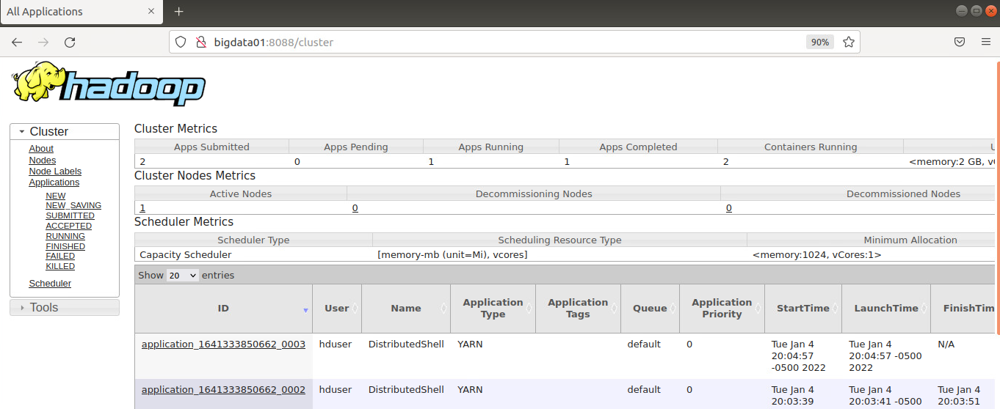 All Applications
bigdata01:8088/cluster
90%
hadoop
Cluster
About
Nodes
Node Labels
Applications
NEW
NEW_SAVING
SUBMITTED
ACCEPTED
RUNNING
FINISHED
FAILED
KILLED
Scheduler
Tools
Cluster Metrics
Apps Submitted Apps Pending Apps Running Apps Completed Containers Running U
2 0 1 1 2 <memory:2 GB, vC
Cluster Nodes Metrics
Active Nodes Decommissioning Nodes Decommissioned Nodes
1 0 0
Scheduler Metrics
Scheduler Type Scheduling Resource Type Minimum Allocation
Capacity Scheduler [memory-mb (unit=Mi), vcores] <memory:1024, vCores:1>
Show 20 entries
ID User Name Application Type Application Tags Queue Application Priority StartTime LaunchTime FinishTim
application_1641333850662_0003 hduser DistributedShell YARN default 0 Tue Jan 4 Tue Jan 4 N/A
20:04:57 20:04:57 -0500
-0500 2022 2022
application_1641333850662_0002 hduser DistributedShell YARN default 0 Tue Jan 4 Tue Jan 4 Tue Jan 4
20:03:39 20:03:41 -0500 20:03:51